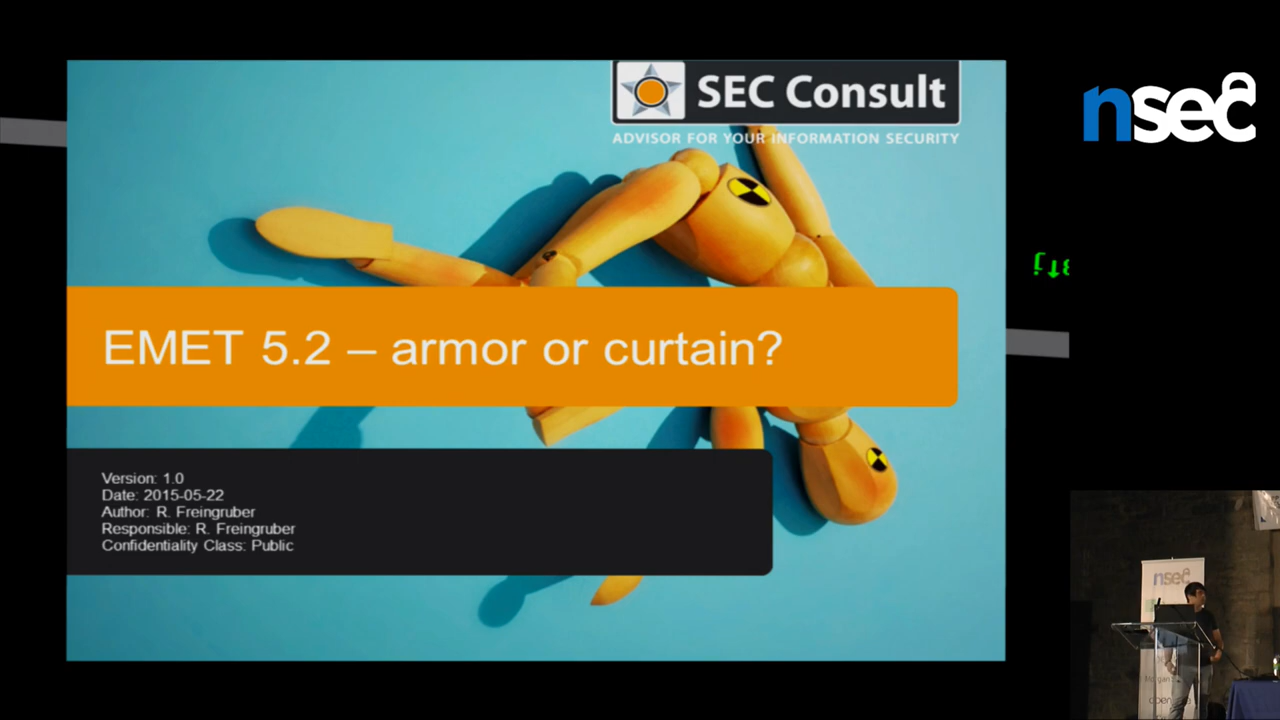 SEC Consult
ADVISOR FOR YOUR INFORMATION SECURITY
nsec
EMET 5.2 – armor or curtain?
Version: 1.0
Date: 2015-05-22
Author: R. Freingruber
Responsible: R. Freingruber
Confidentiality Class: Public
nsec